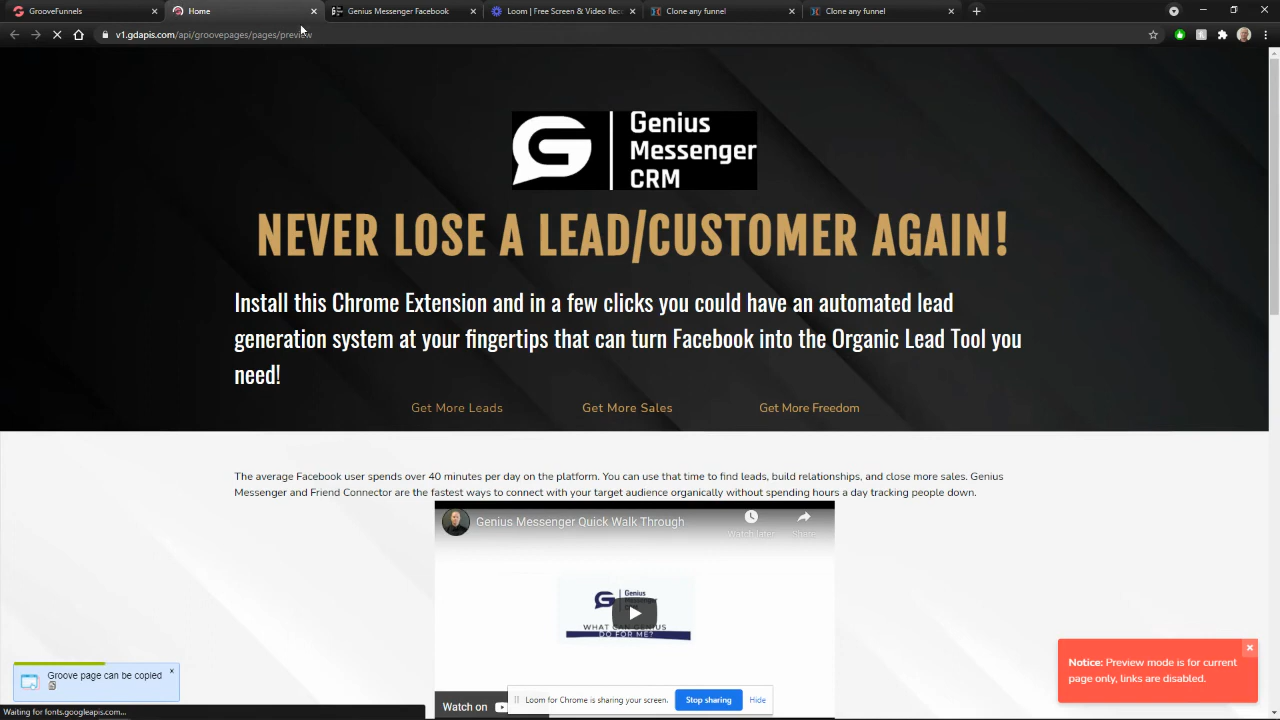 GrooveFunnels
Home
Genius Messenger Facebook
Loom | Free Screen & Video Rec
Clone any funnel
Clone any funnel
v1.gdapis.com/api/groovepages/pages/preview
Genius
Messenger
CRM
NEVER LOSE A LEAD/CUSTOMER AGAIN!
Install this Chrome Extension and in a few clicks you could have an automated lead
generation system at your fingertips that can turn Facebook into the Organic Lead Tool you
need!
Get More Leads
Get More Sales
Get More Freedom
The average Facebook user spends over 40 minutes per day on the platform. You can use that time to find leads, build relationships, and close more sales. Genius
Messenger and Friend Connector are the fastest ways to connect with your target audience organically without spending hours a day tracking people down.
Genius Messenger Quick Walk Through
Watch later
Share
Genius
Messenger
CRM
WHAT CAN GENIUS
DO FOR ME?
Notice: Preview mode is for current
page only, links are disabled.
Groove page can be copied
Watch on
Loom for Chrome is sharing your screen.
Stop sharing
Hide
Waiting for fonts.googleapis.com...